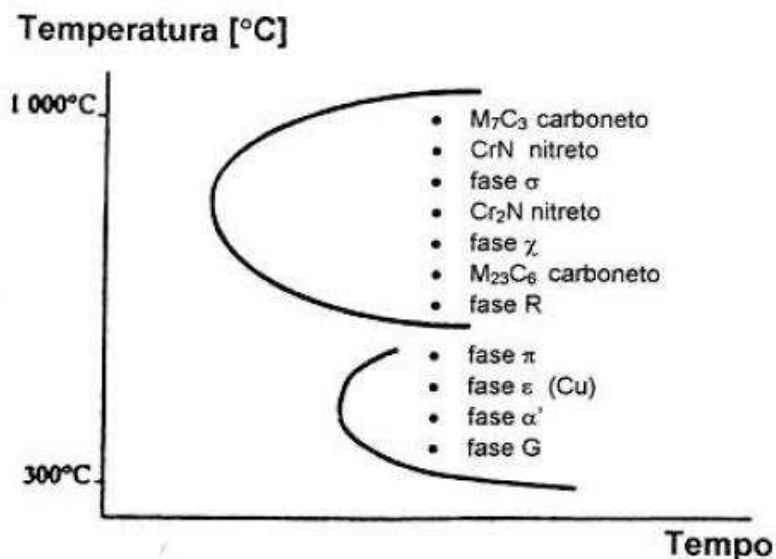 Temperatura [°C]
1 000°C
• M₇C₃ carboneto
• CrN nitreto
• fase σ
• Cr₂N nitreto
• fase χ
• M₂₃C₆ carboneto
• fase R
• fase π
• fase ε (Cu)
• fase α'
• fase G
300°C
Tempo